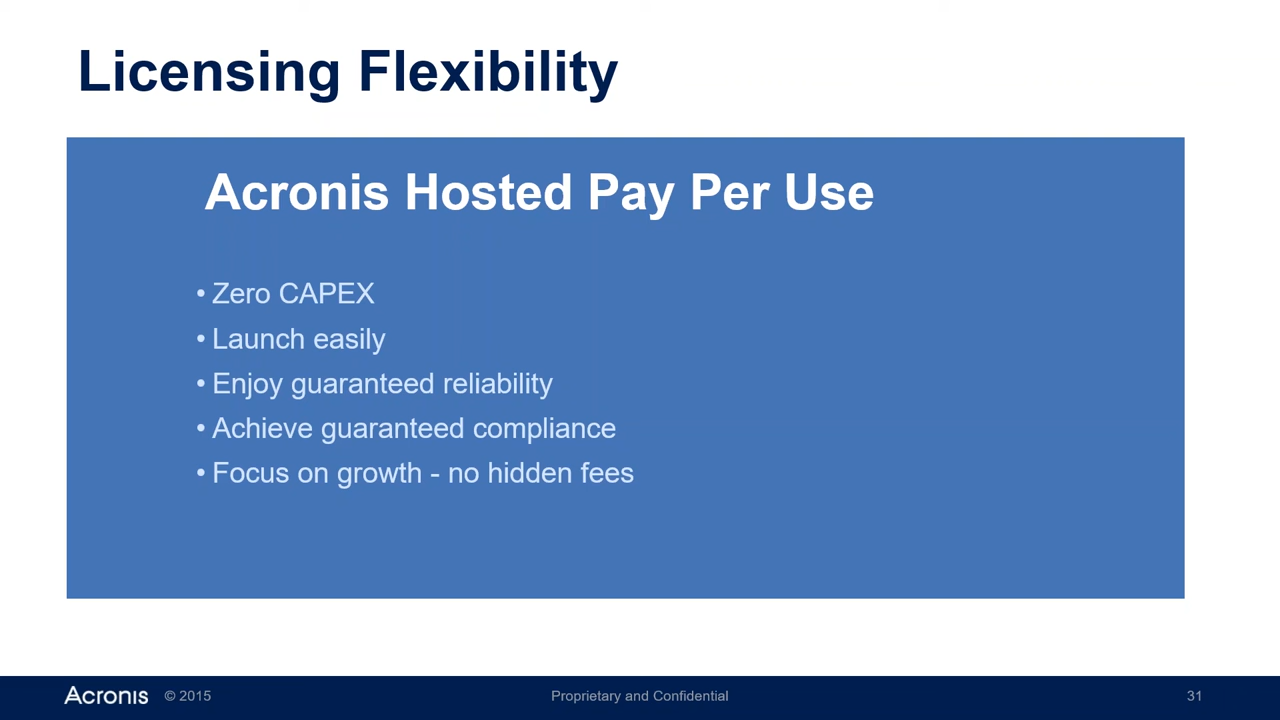 Licensing Flexibility
Acronis Hosted Pay Per Use
• Zero CAPEX
• Launch easily
• Enjoy guaranteed reliability
• Achieve guaranteed compliance
• Focus on growth - no hidden fees
Acronis © 2015 Proprietary and Confidential 31